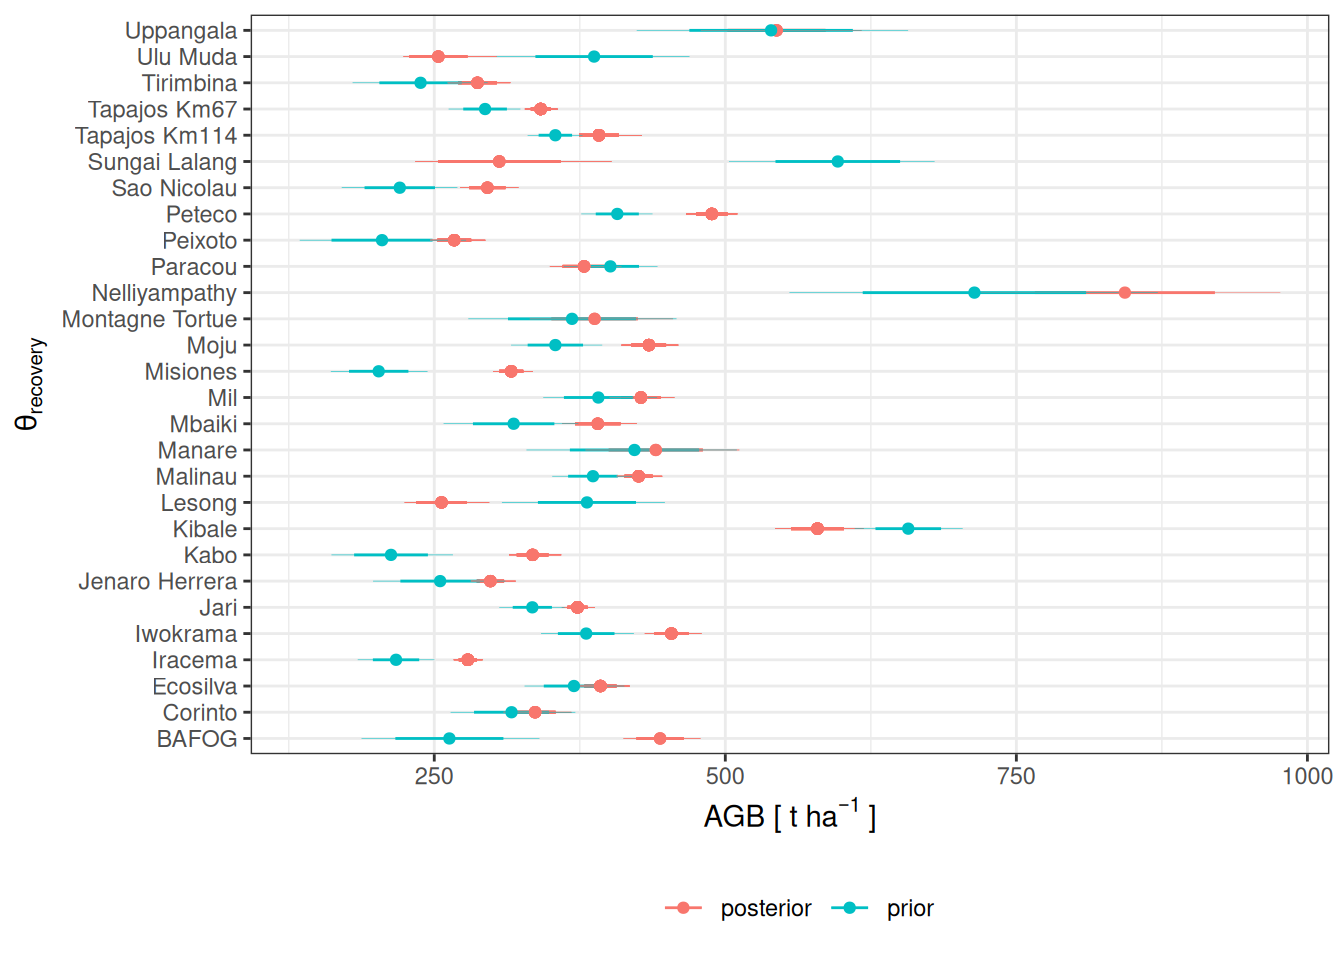 Uppangala
Ulu Muda
Tirimbina
Tapajos Km67
Tapajos Km114
Sungai Lalang
Sao Nicolau
Peteco
Peixoto
Paracou
Nelliyampathy
Montagne Tortue
Moju
Misiones
Mil
Mbaiki
Manare
Malinau
Lesong
Kibale
Kabo
Jenaro Herrera
Jari
Iwokrama
Iracema
Ecosilva
Corinto
BAFOG
θrecovery
250 500 750 1000
AGB [ t ha−1 ]
posterior prior